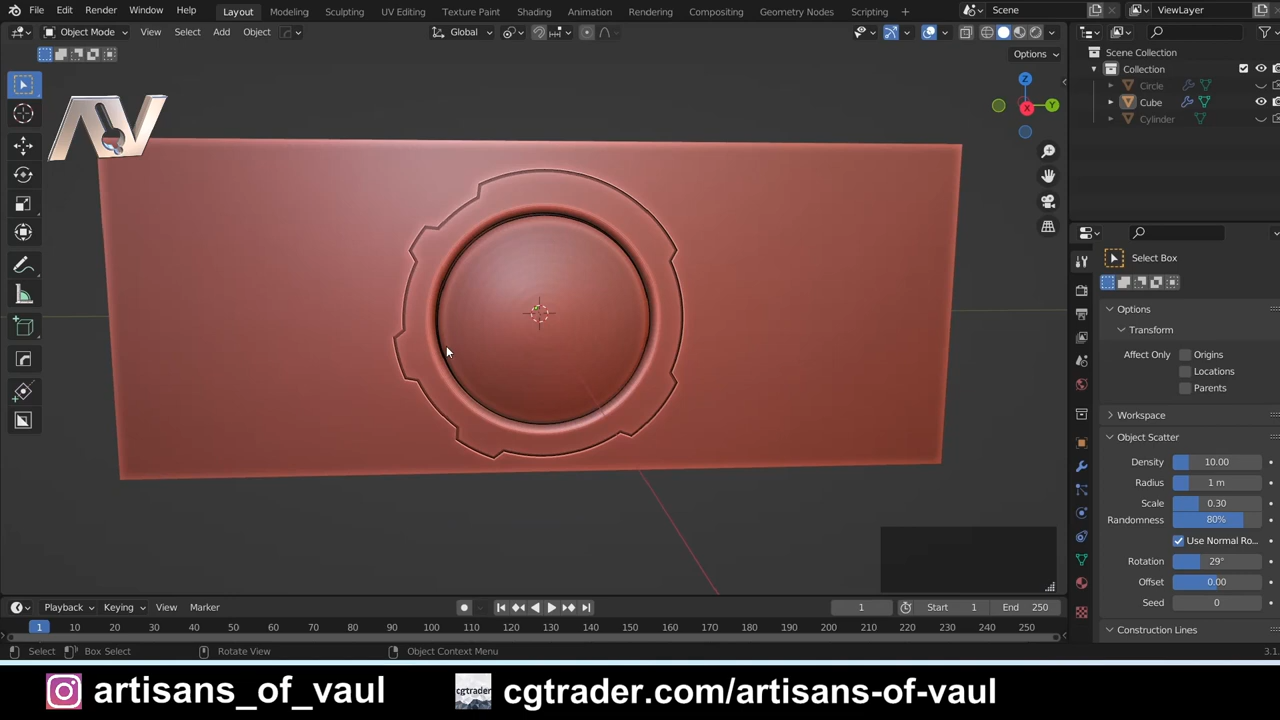 File Edit Render Window Help Layout Modeling Sculpting UV Editing Texture Paint Shading Animation Rendering Compositing Geometry Nodes Scripting Scene ViewLayer
Object Mode View Select Add Object Global
Options
Scene Collection
Collection
Circle
Cube
Cylinder
AV
Z
Y
X
Select Box
Options
Transform
Affect Only Origins
Locations
Parents
Workspace
Object Scatter
Density 10.00
Radius 1 m
Scale 0.30
Randomness 80%
Use Normal Ro...
Rotation 29°
Offset 0.00
Seed 0
Construction Lines
Playback Keying View Marker 1 Start 1 End 250
1 10 20 30 40 50 60 70 80 90 100 110 120 130 140 150 160 170 180 190 200 210 220 230 240 250
Select Box Select Rotate View Object Context Menu 3.1.
artisans_of_vaul cgtrader cgtrader.com/artisans-of-vaul